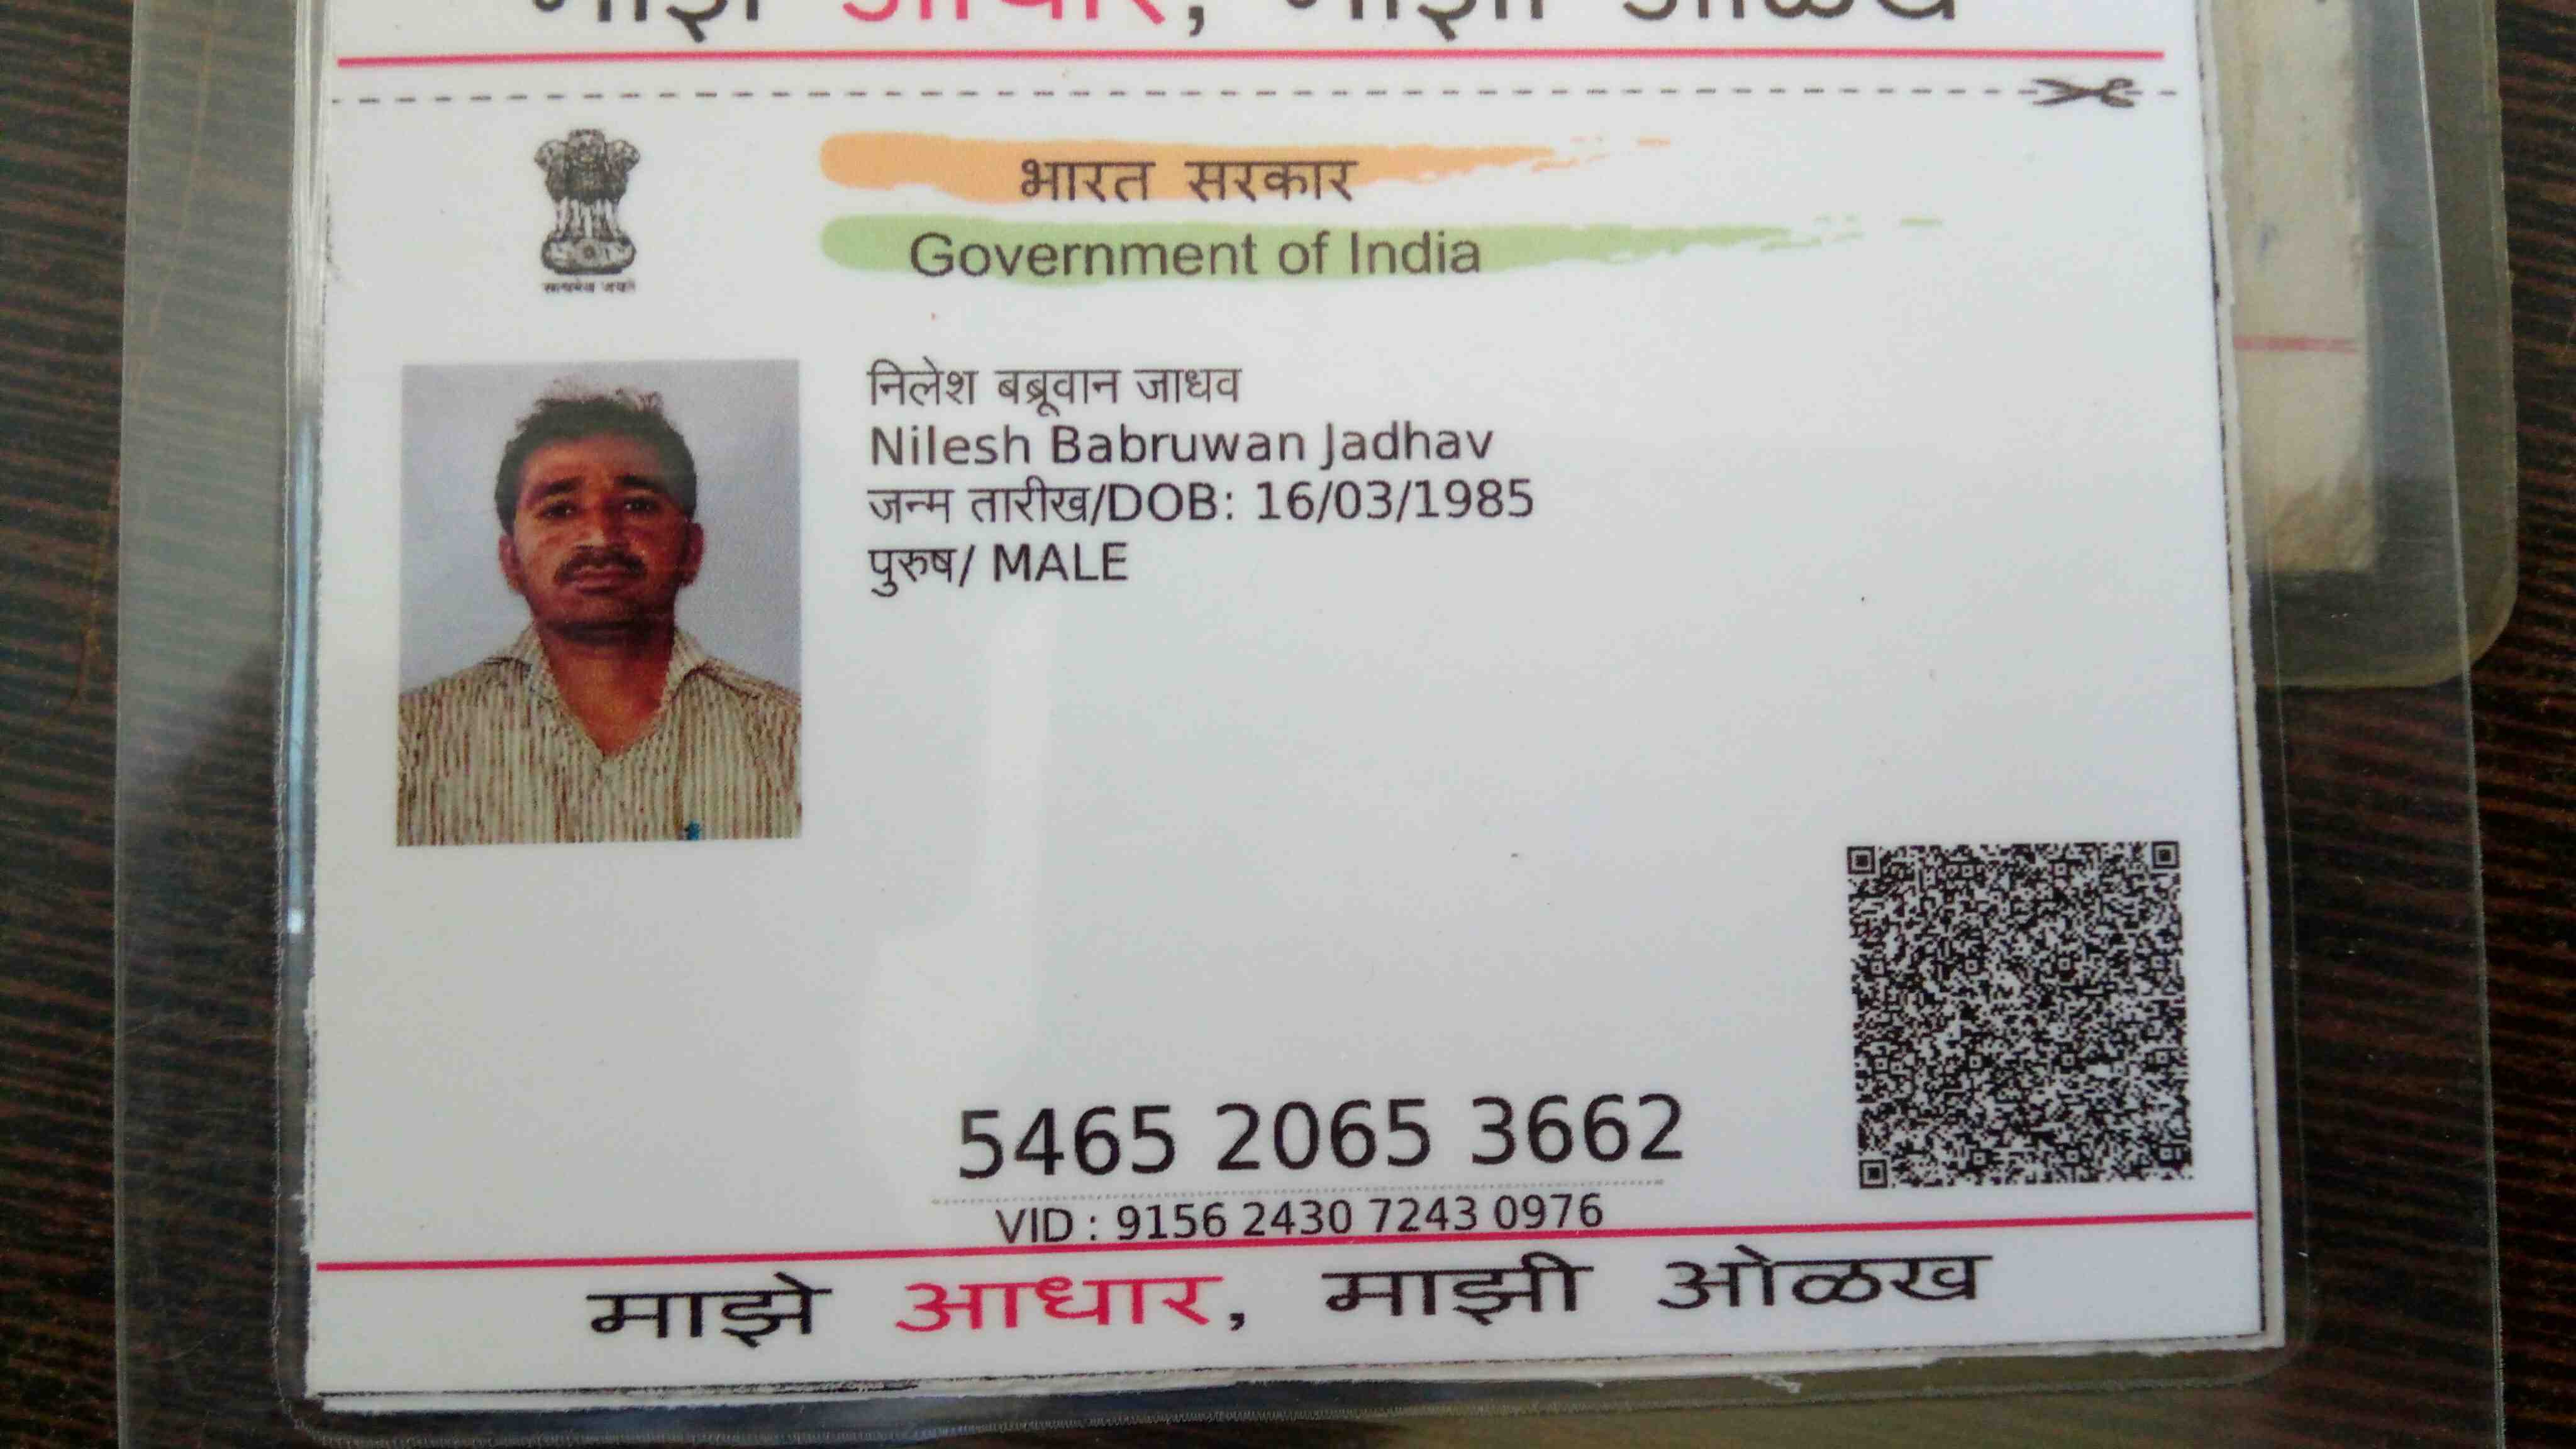 माझे आधार, माझी ओळख
भारत सरकार
Government of India
सत्यमेव जयते
निलेश बब्रूवान जाधव
Nilesh Babruwan Jadhav
जन्म तारीख/DOB: 16/03/1985
पुरुष/ MALE
5465 2065 3662
VID : 9156 2430 7243 0976
माझे आधार, माझी ओळख